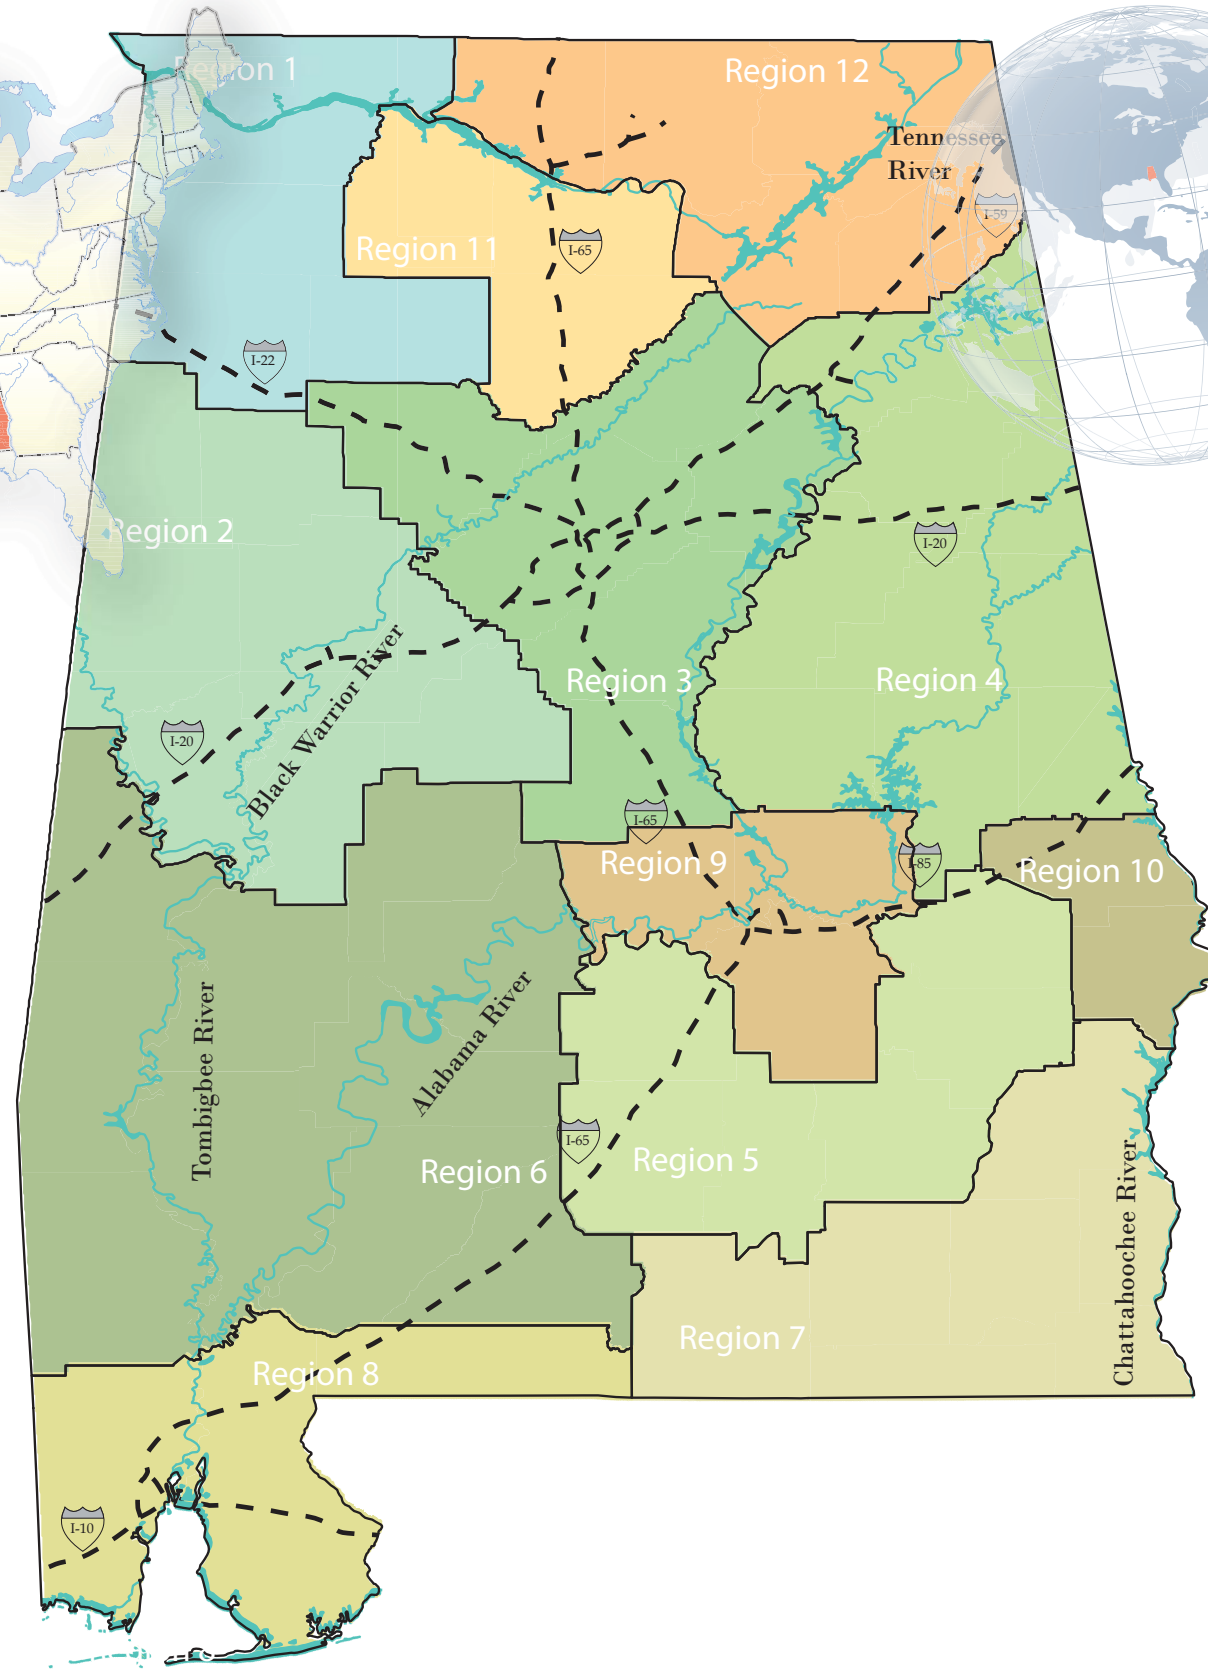 Region 1
Region 12
Tennessee
River
I-59
Region 11
I-65
I-22
Region 2
I-20
Region 3
Region 4
Black Warrior River
I-20
I-65
Region 9
I-85
Region 10
Tombigbee River
Alabama River
I-65
Region 5
Region 6
Chattahoochee River
Region 7
Region 8
I-10